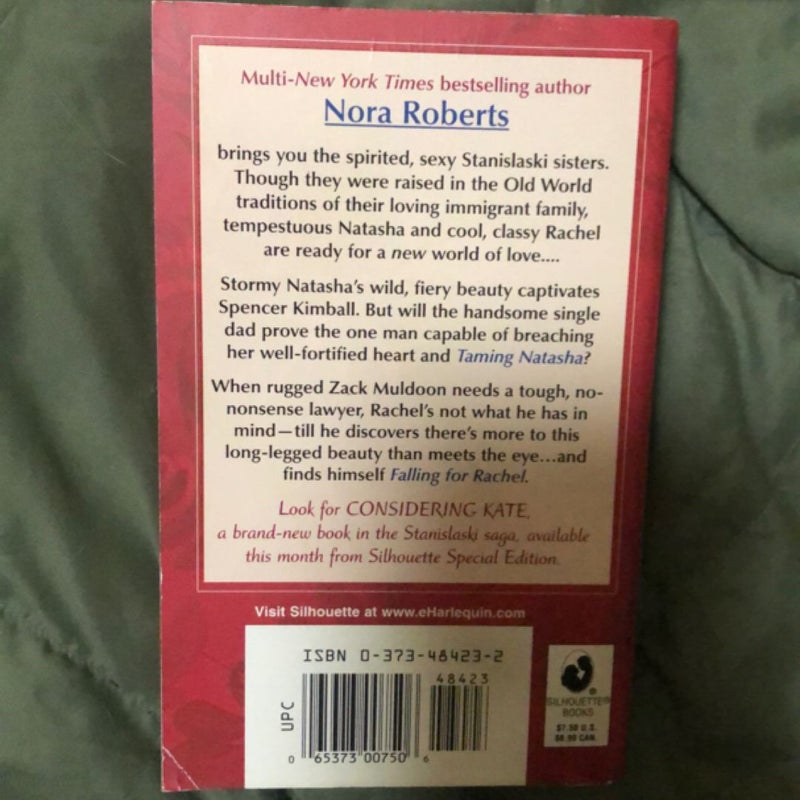 Multi-New York Times bestselling author
Nora Roberts
brings you the spirited, sexy Stanislaski sisters.
Though they were raised in the Old World
traditions of their loving immigrant family,
tempestuous Natasha and cool, classy Rachel
are ready for a new world of love....
Stormy Natasha's wild, fiery beauty captivates
Spencer Kimball. But will the handsome single
dad prove the one man capable of breaching
her well-fortified heart and Taming Natasha?
When rugged Zack Muldoon needs a tough, no-
nonsense lawyer, Rachel's not what he has in
mind—till he discovers there's more to this
long-legged beauty than meets the eye...and
finds himself Falling for Rachel.
Look for CONSIDERING KATE,
a brand-new book in the Stanislaski saga, available
this month from Silhouette Special Edition.
Visit Silhouette at www.eHarlequin.com
ISBN 0-373-48423-2
48423
UPC
0 65373 00750 6
SILHOUETTE®
BOOKS
$7.50 U.S.
$8.99 CAN.